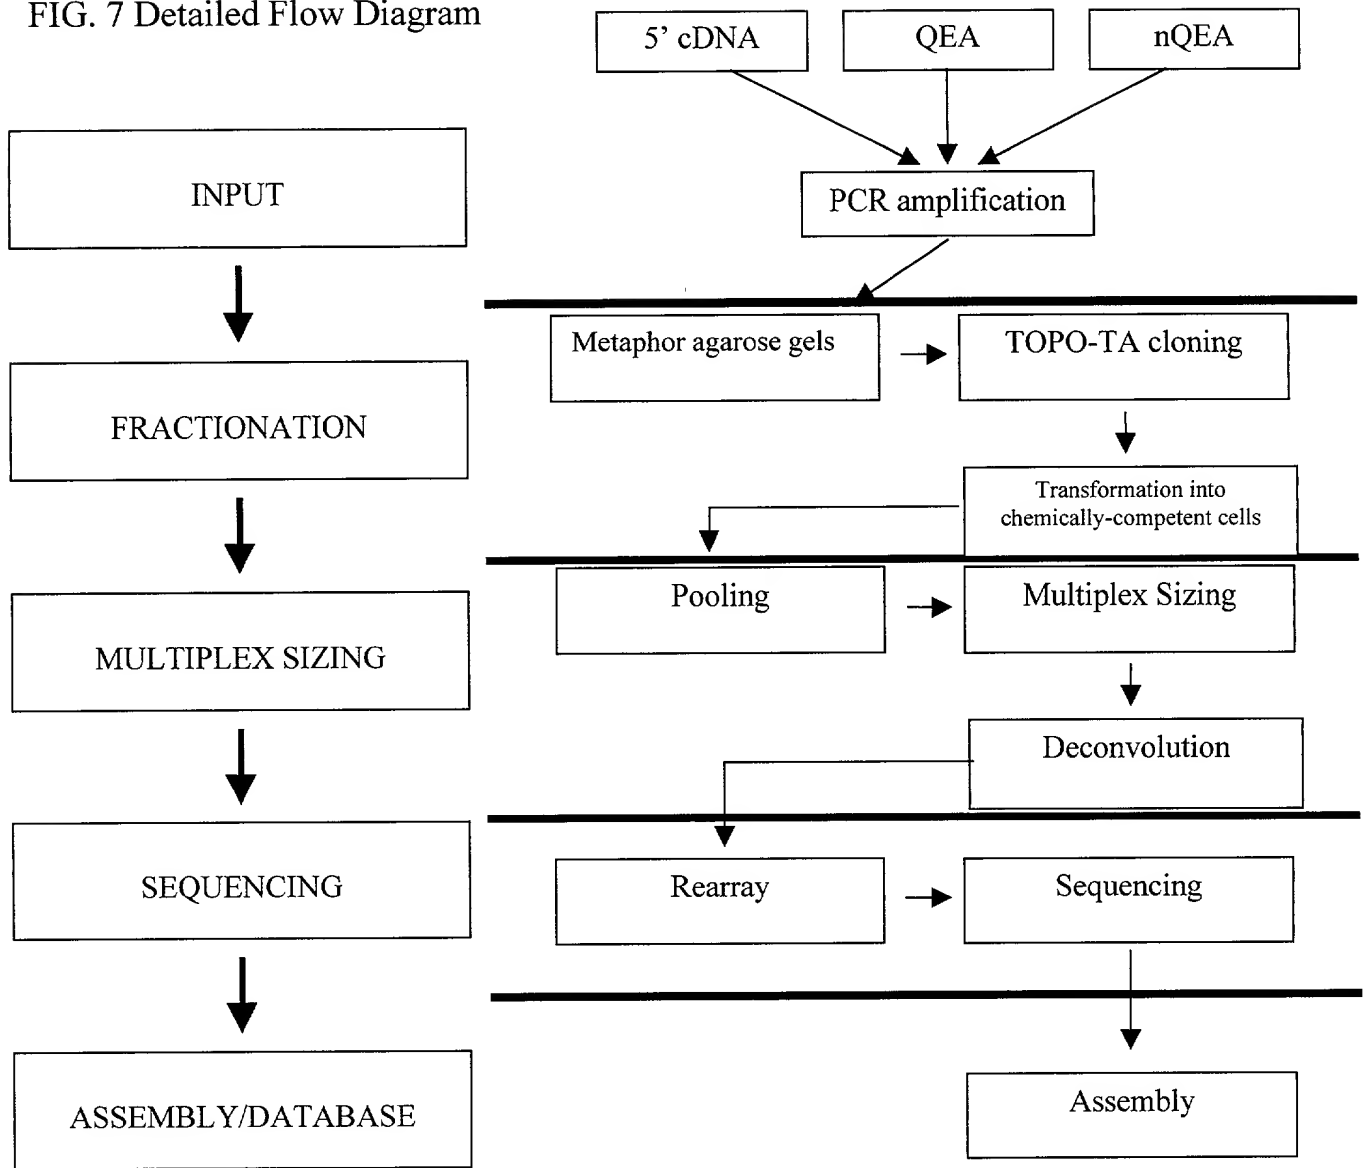 FIG. 7 Detailed Flow Diagram
5’ cDNA
QEA
nQEA
INPUT
PCR amplification
Metaphor agarose gels
TOPO-TA cloning
FRACTIONATION
Transformation into
chemically-competent cells
Pooling
Multiplex Sizing
MULTIPLEX SIZING
Deconvolution
SEQUENCING
Rearray
Sequencing
ASSEMBLY/DATABASE
Assembly